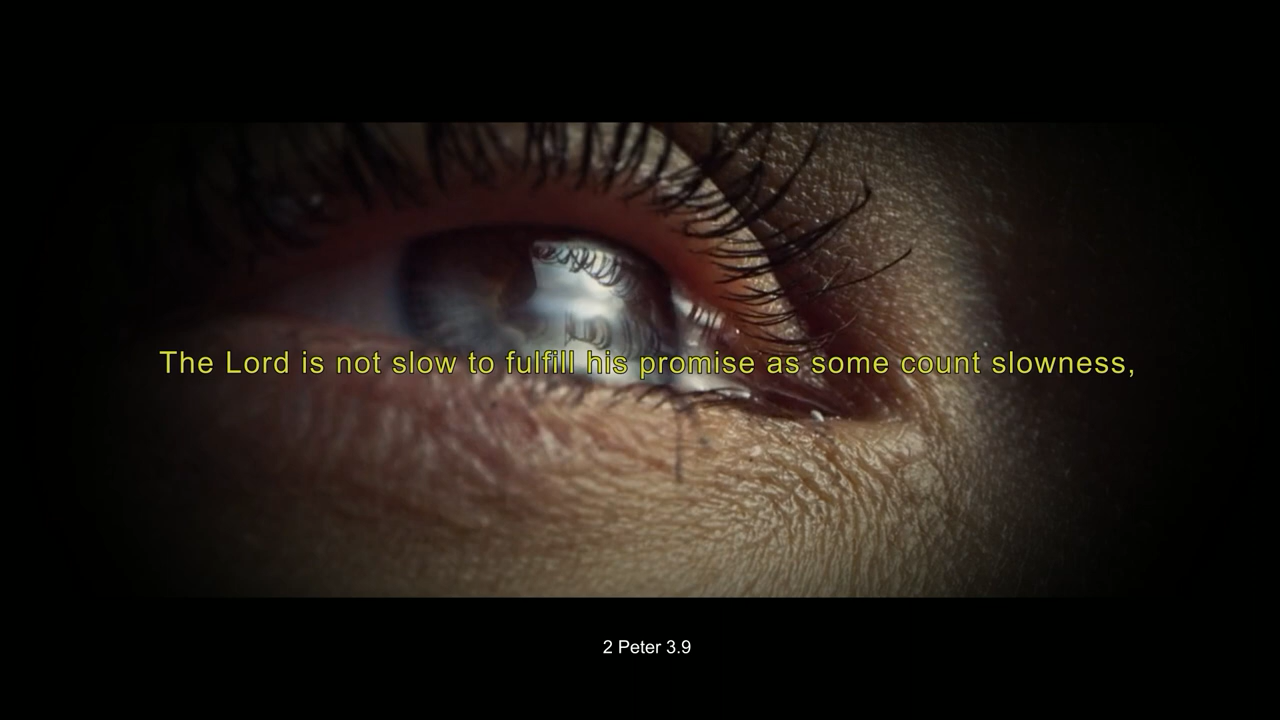 The Lord is not slow to fulfill his promise as some count slowness,
2 Peter 3.9